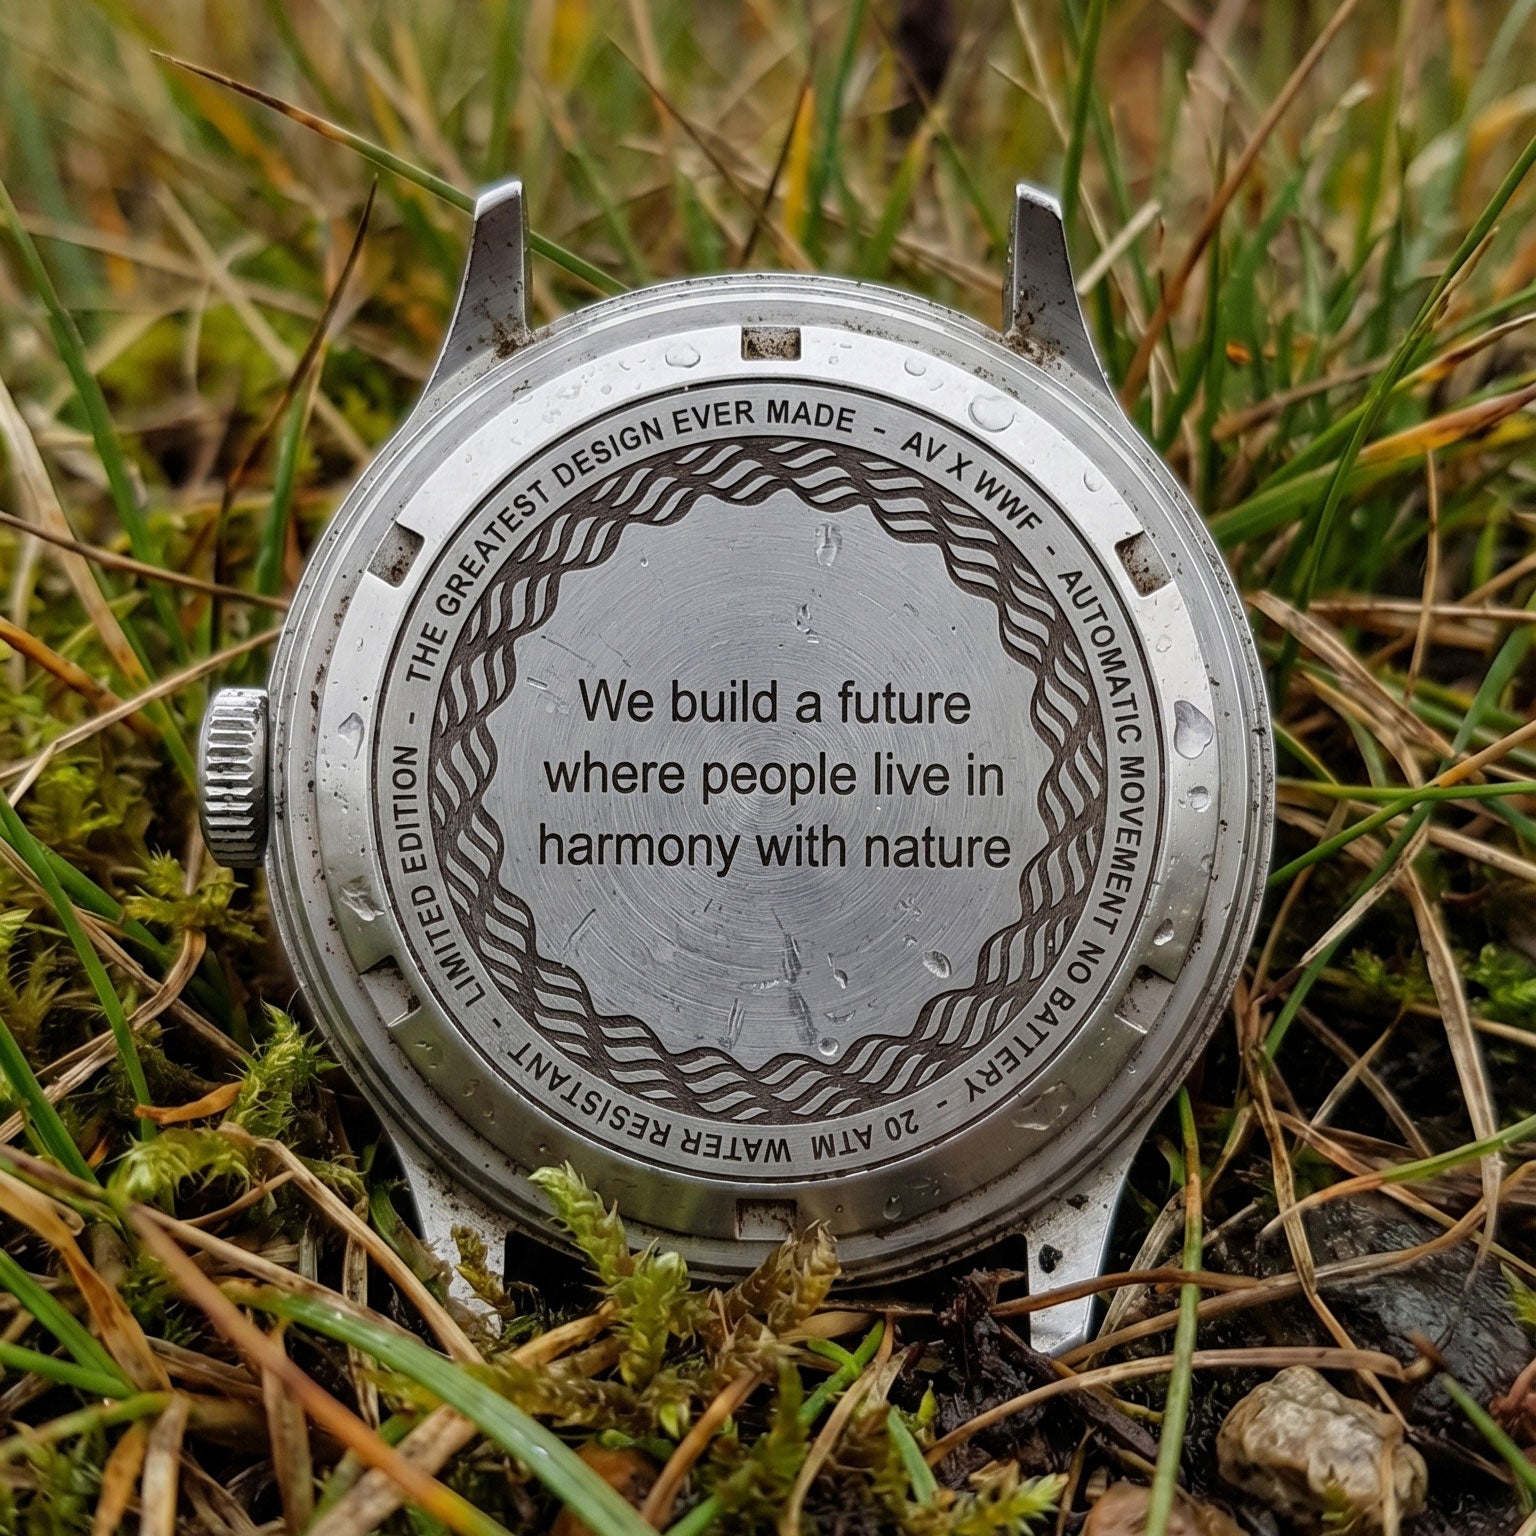 THE GREATEST DESIGN EVER MADE - AV X WWF - AUTOMATIC MOVEMENT NO BATTERY - 20 ATM WATER RESISTANT - LIMITED EDITION -
We build a future
where people live in
harmony with nature